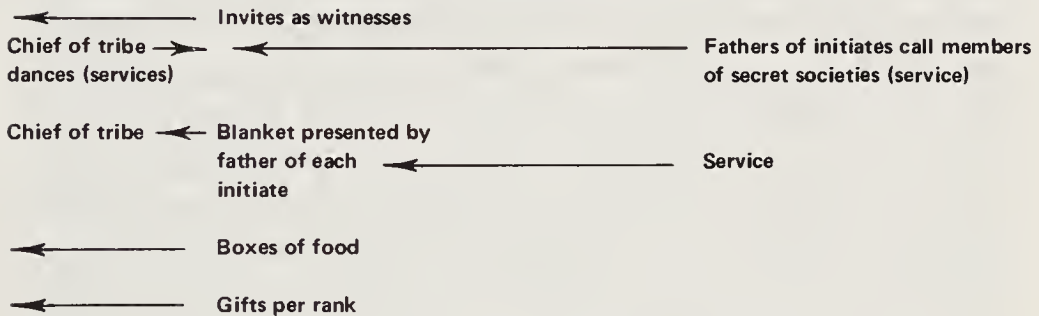 Invites as witnesses
Chief of tribe
dances (services)
Fathers of initiates call members
of secret societies (service)
Chief of tribe
Blanket presented by
father of each
initiate
Service
Boxes of food
Gifts per rank